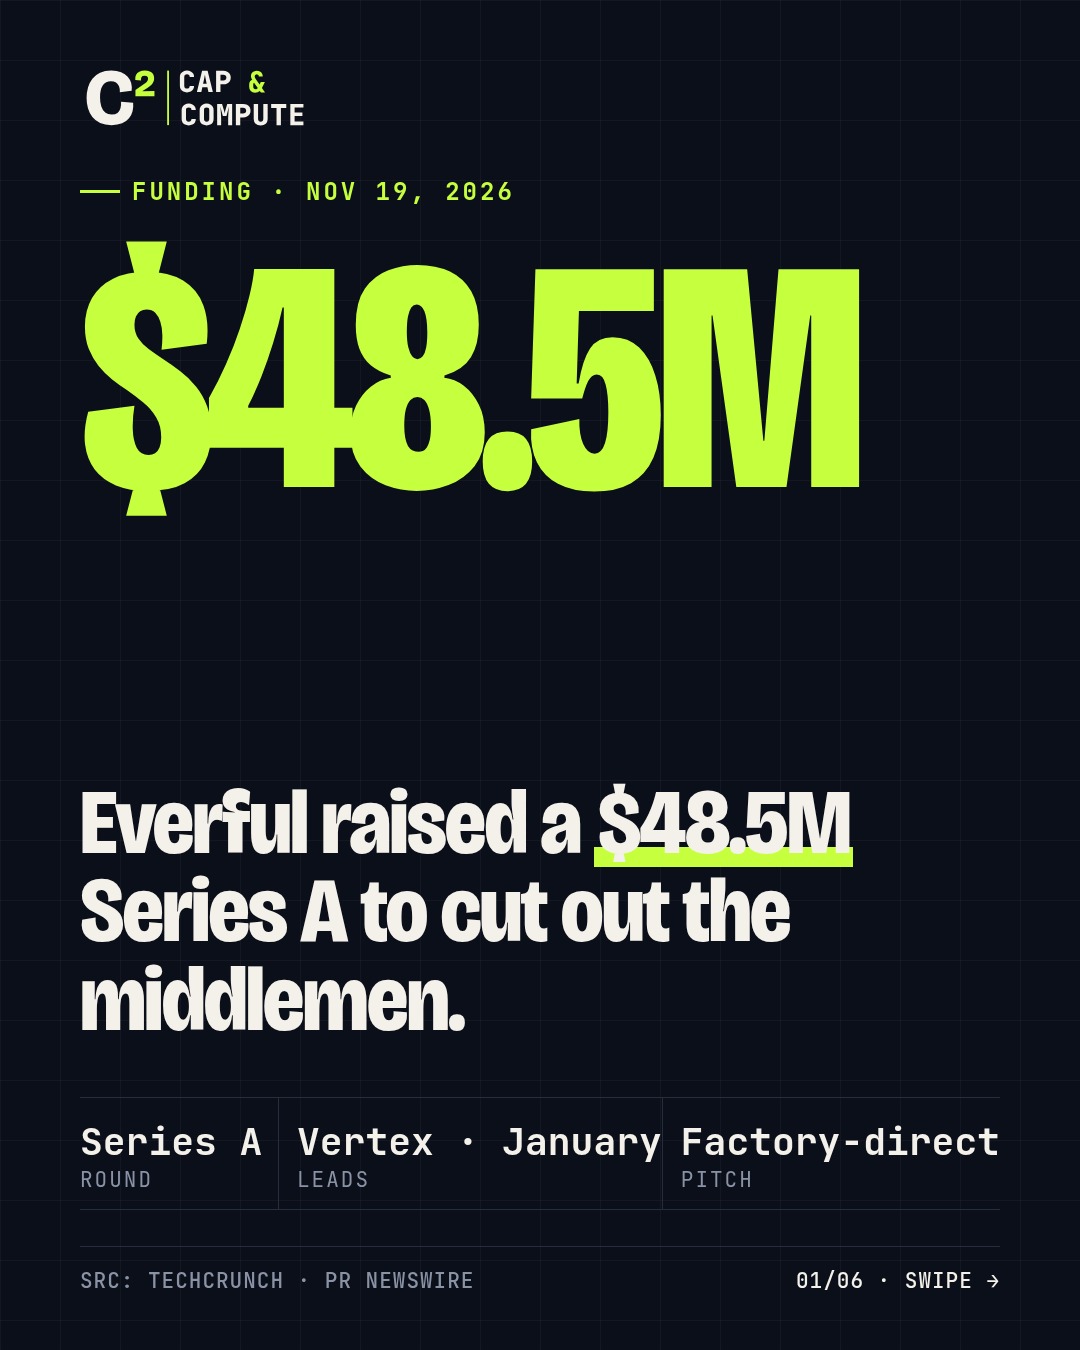 C² CAP &
COMPUTE
FUNDING · NOV 19, 2026
$48.5M
Everful raised a $48.5M
Series A to cut out the
middlemen.
Series A Vertex · January Factory-direct
ROUND LEADS PITCH
SRC: TECHCRUNCH · PR NEWSWIRE 01/06 · SWIPE →